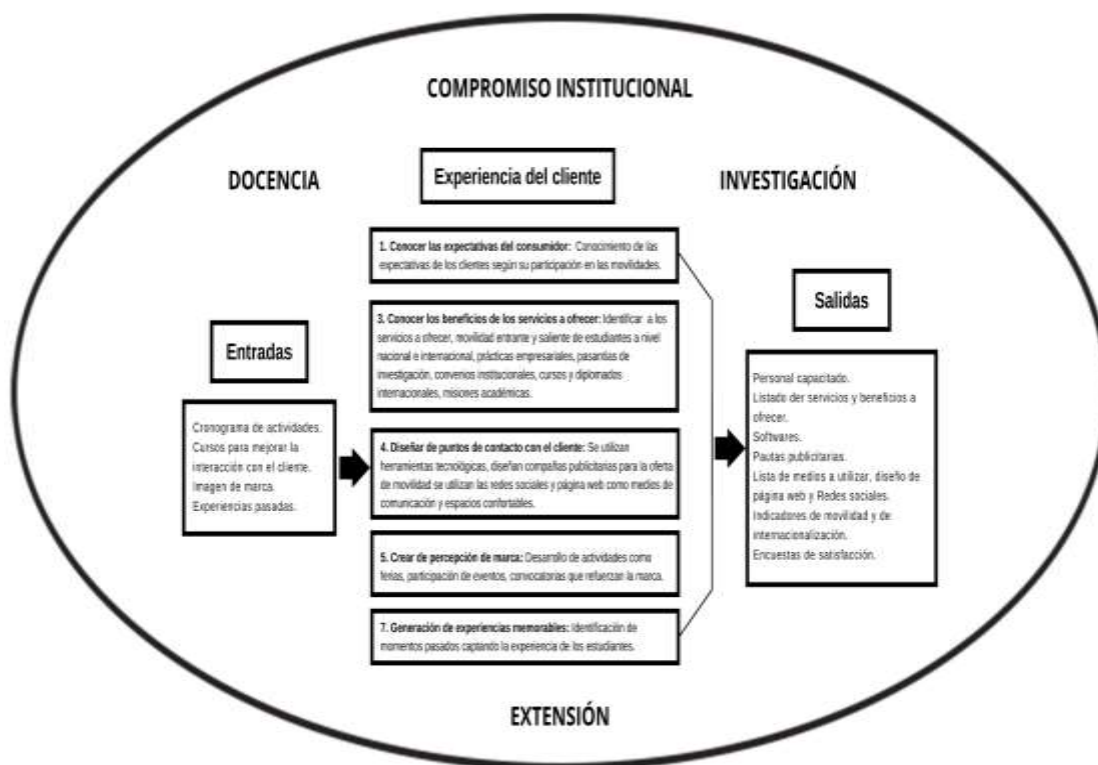 COMPROMISO INSTITUCIONAL
DOCENCIA
Experiencia del cliente
INVESTIGACIÓN
1. Conocer las expectativas del consumidor: Conocimiento de las
expectativas de los clientes según su participación en las movilidades.
3. Conocer los beneficios de los servicios a ofrecer: Identificar a los
servicios a ofrecer, movilidad entrante y saliente de estudiantes a nivel
nacional e internacional, prácticas empresariales, pasantías de
investigación, convenios institucionales, cursos y diplomados
internacionales, misiones académicas.
4. Diseñar de puntos de contacto con el cliente: Se utilizan
herramientas tecnológicas, diseñan compañias publicitarias para la oferta
de movilidad se utilizan las redes sociales y página web como medios de
comunicación y espacios confortables.
5. Crear de percepción de marca: Desarrollo de actividades como
ferias, participación de eventos, convocatorias que refuerzan la marca.
7. Generación de experiencias memorables: Identificación de
momentos pasados captando la experiencia de los estudiantes.
Entradas
Cronograma de actividades.
Cursos para mejorar la
interacción con el cliente.
Imagen de marca.
Experiencias pasadas.
Salidas
Personal capacitado.
Listado der servicios y beneficios a
ofrecer.
Softwares.
Pautas publicitarias.
Lista de medios a utilizar, diseño de
página web y Redes sociales.
Indicadores de movilidad y de
internacionalización.
Encuestas de satisfacción.
EXTENSIÓN